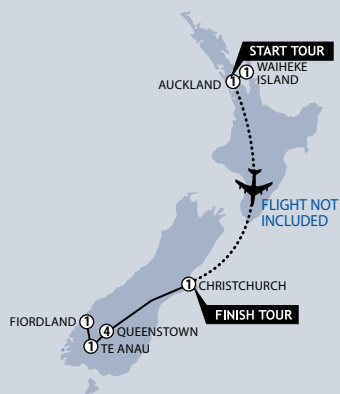 START TOUR
1
WAIHEKE
ISLAND
AUCKLAND
1
FLIGHT NOT
INCLUDED
1
CHRISTCHURCH
FINISH TOUR
FIORDLAND
1
4
QUEENSTOWN
1
TE ANAU